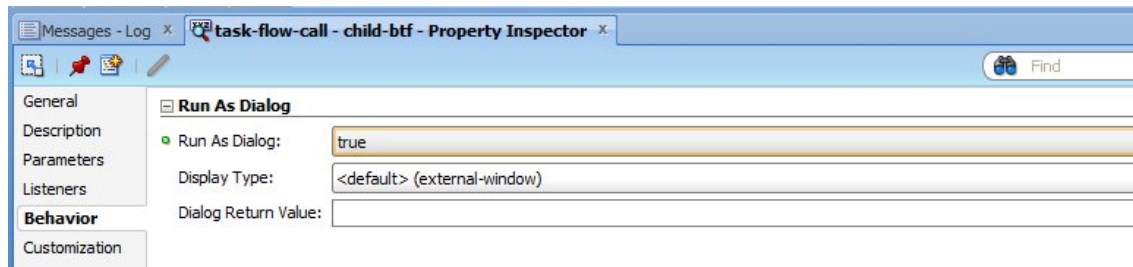 Messages - Log x task-flow-call - child-btf - Property Inspector x
Find
General
Description
Parameters
Listeners
Behavior
Customization
Run As Dialog
Run As Dialog: true
Display Type: <default> (external-window)
Dialog Return Value: